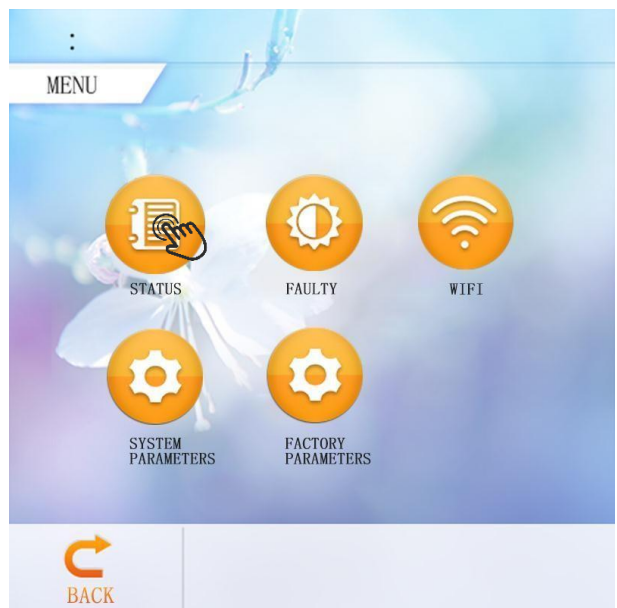 :
MENU
STATUS
FAULTY
WIFI
SYSTEM
PARAMETERS
FACTORY
PARAMETERS
BACK